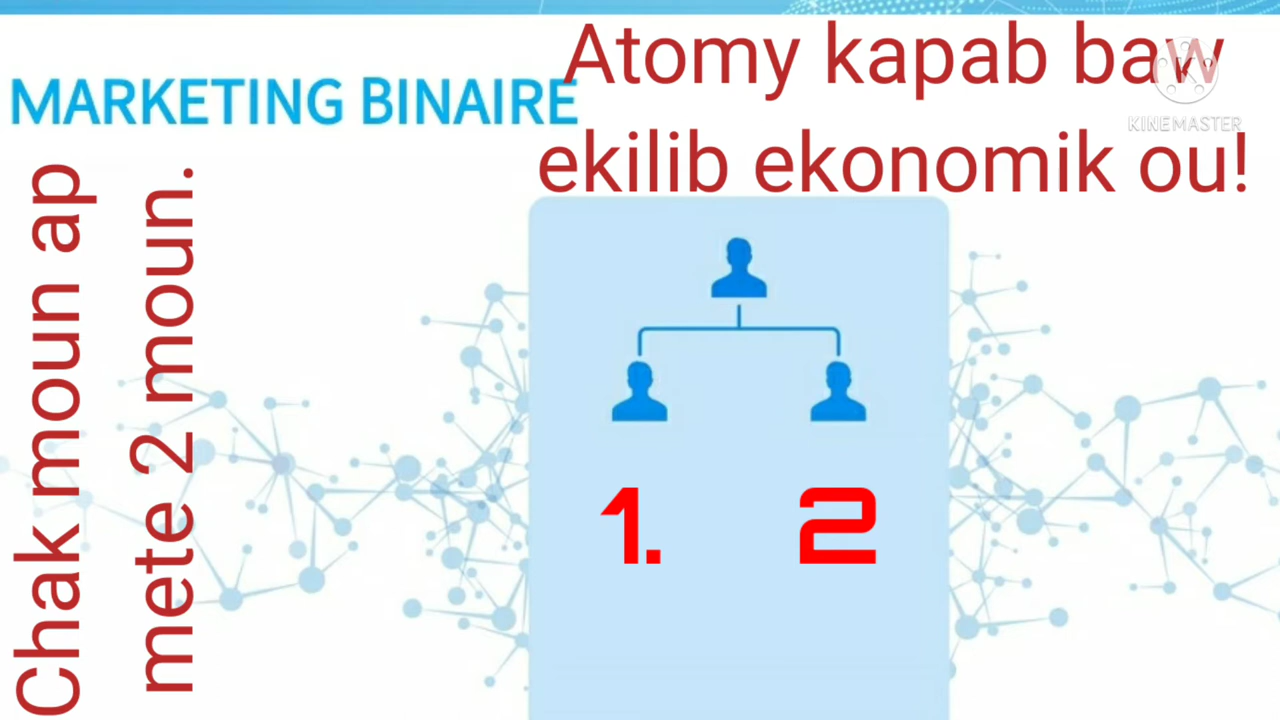 MARKETING BINAIRE
Atomy kapab baw
ekilib ekonomik ou!
KINEMASTER
Chak moun ap
mete 2 moun.
1. 2